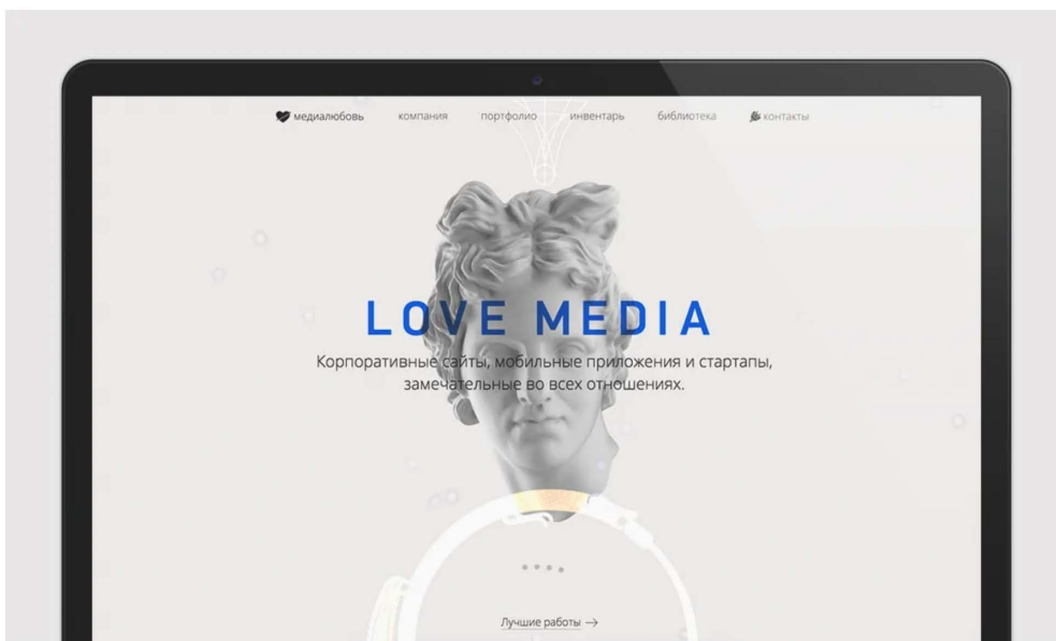 медиалюбовь компания портфолио инвентарь библиотека контакты
LOVE MEDIA
Корпоративные сайты, мобильные приложения и стартапы,
замечательные во всех отношениях.
Лучшие работы →